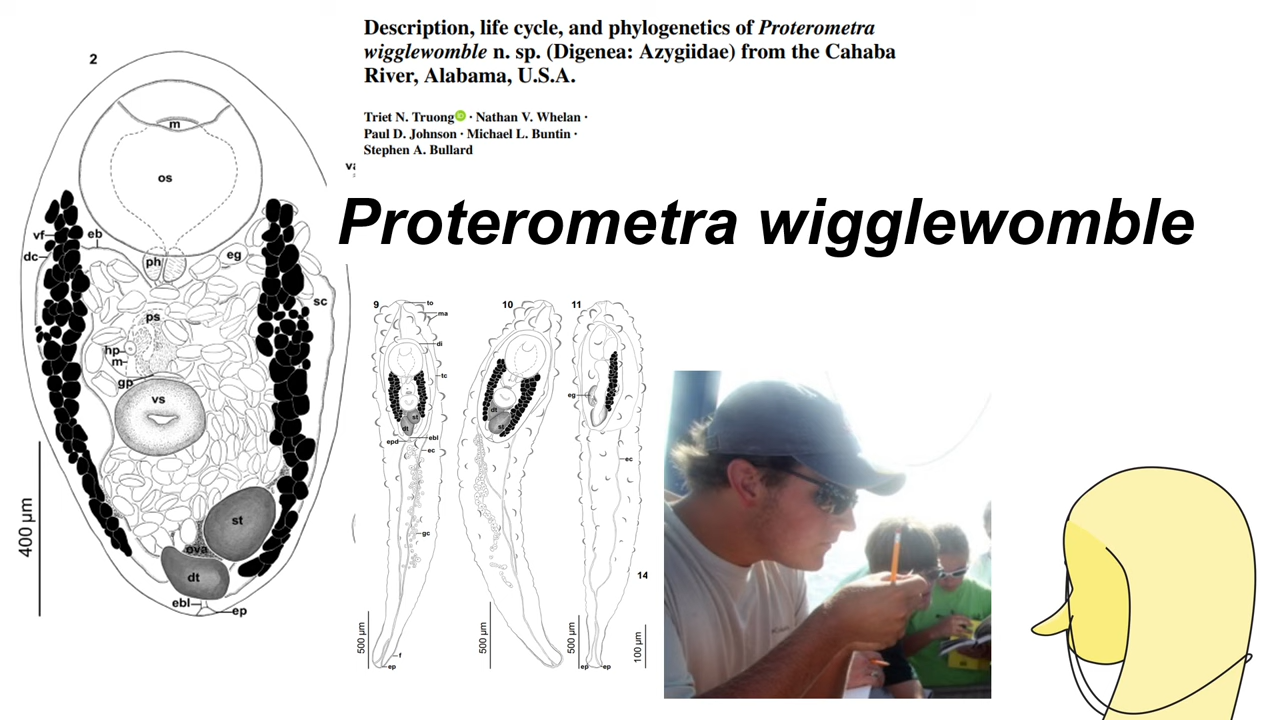 2
m
os
vf
eb
dc
ph
eg
sc
ps
hp
m
gp
vs
400 µm
st
ova
dt
ebl
ep
Description, life cycle, and phylogenetics of Proterometra
wigglewomble n. sp. (Digenea: Azygiidae) from the Cahaba
River, Alabama, U.S.A.
Triet N. Truong · Nathan V. Whelan ·
Paul D. Johnson · Michael L. Buntin ·
Stephen A. Bullard
Proterometra wigglewomble
9
to
ma
di
tc
st
dt
epd
ebl
ec
gc
f
ep
500 µm
10
dt
st
500 µm
11
eg
ec
ep
ep
500 µm
14
100 µm